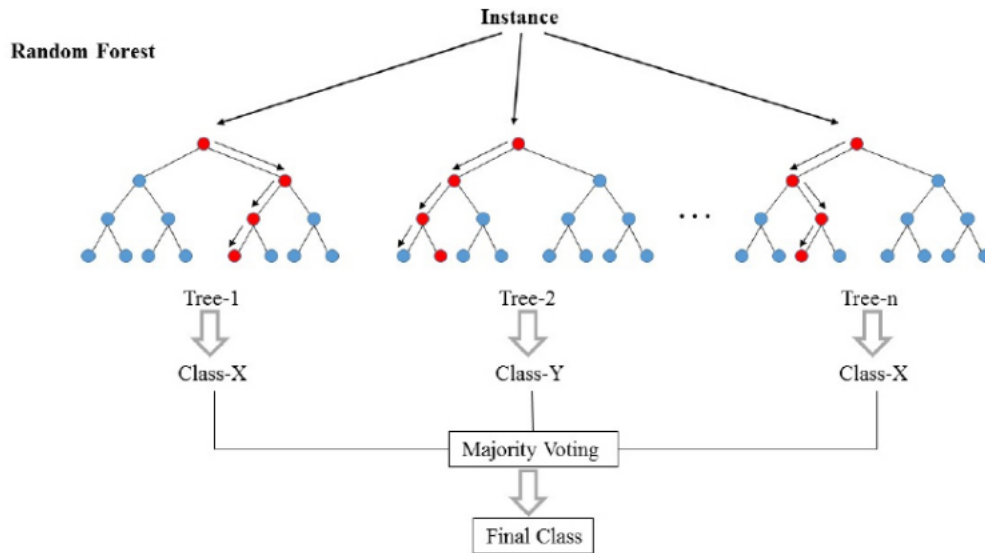 Instance
Random Forest
...
Tree-1 Tree-2 Tree-n
Class-X Class-Y Class-X
Majority Voting
Final Class